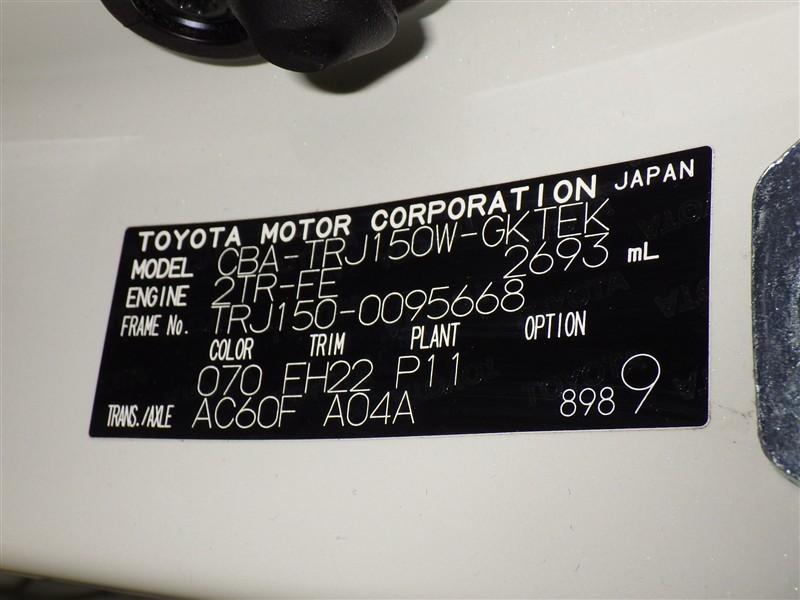 TOYOTA MOTOR CORPORATION JAPAN
MODEL CBA-TRJ150W-GKTEK
ENGINE 2TR-FE 2693 mL
FRAME No. TRJ150-0095668
COLOR TRIM PLANT OPTION
070 FH22 P11
TRANS./AXLE AC60F A04A 898 9